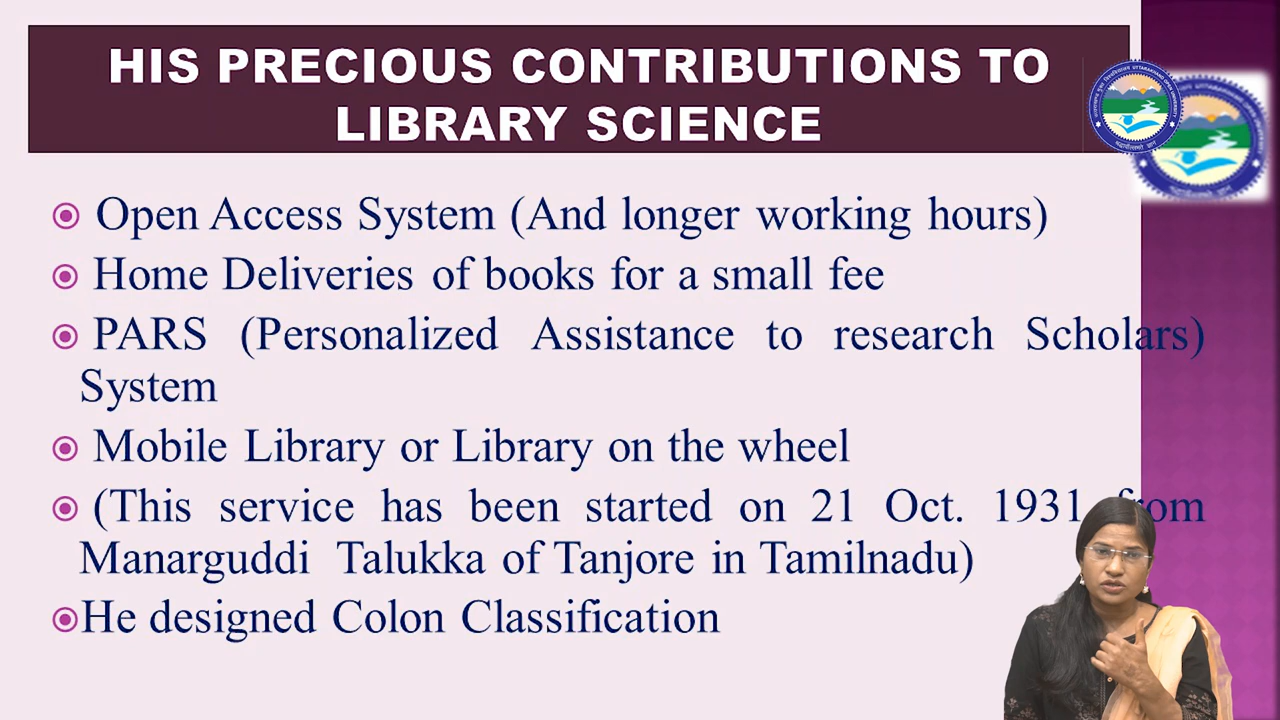 HIS PRECIOUS CONTRIBUTIONS TO
LIBRARY SCIENCE
Open Access System (And longer working hours)
Home Deliveries of books for a small fee
PARS (Personalized Assistance to research Scholars)
System
Mobile Library or Library on the wheel
(This service has been started on 21 Oct. 1931 from
Manarguddi Talukka of Tanjore in Tamilnadu)
He designed Colon Classification